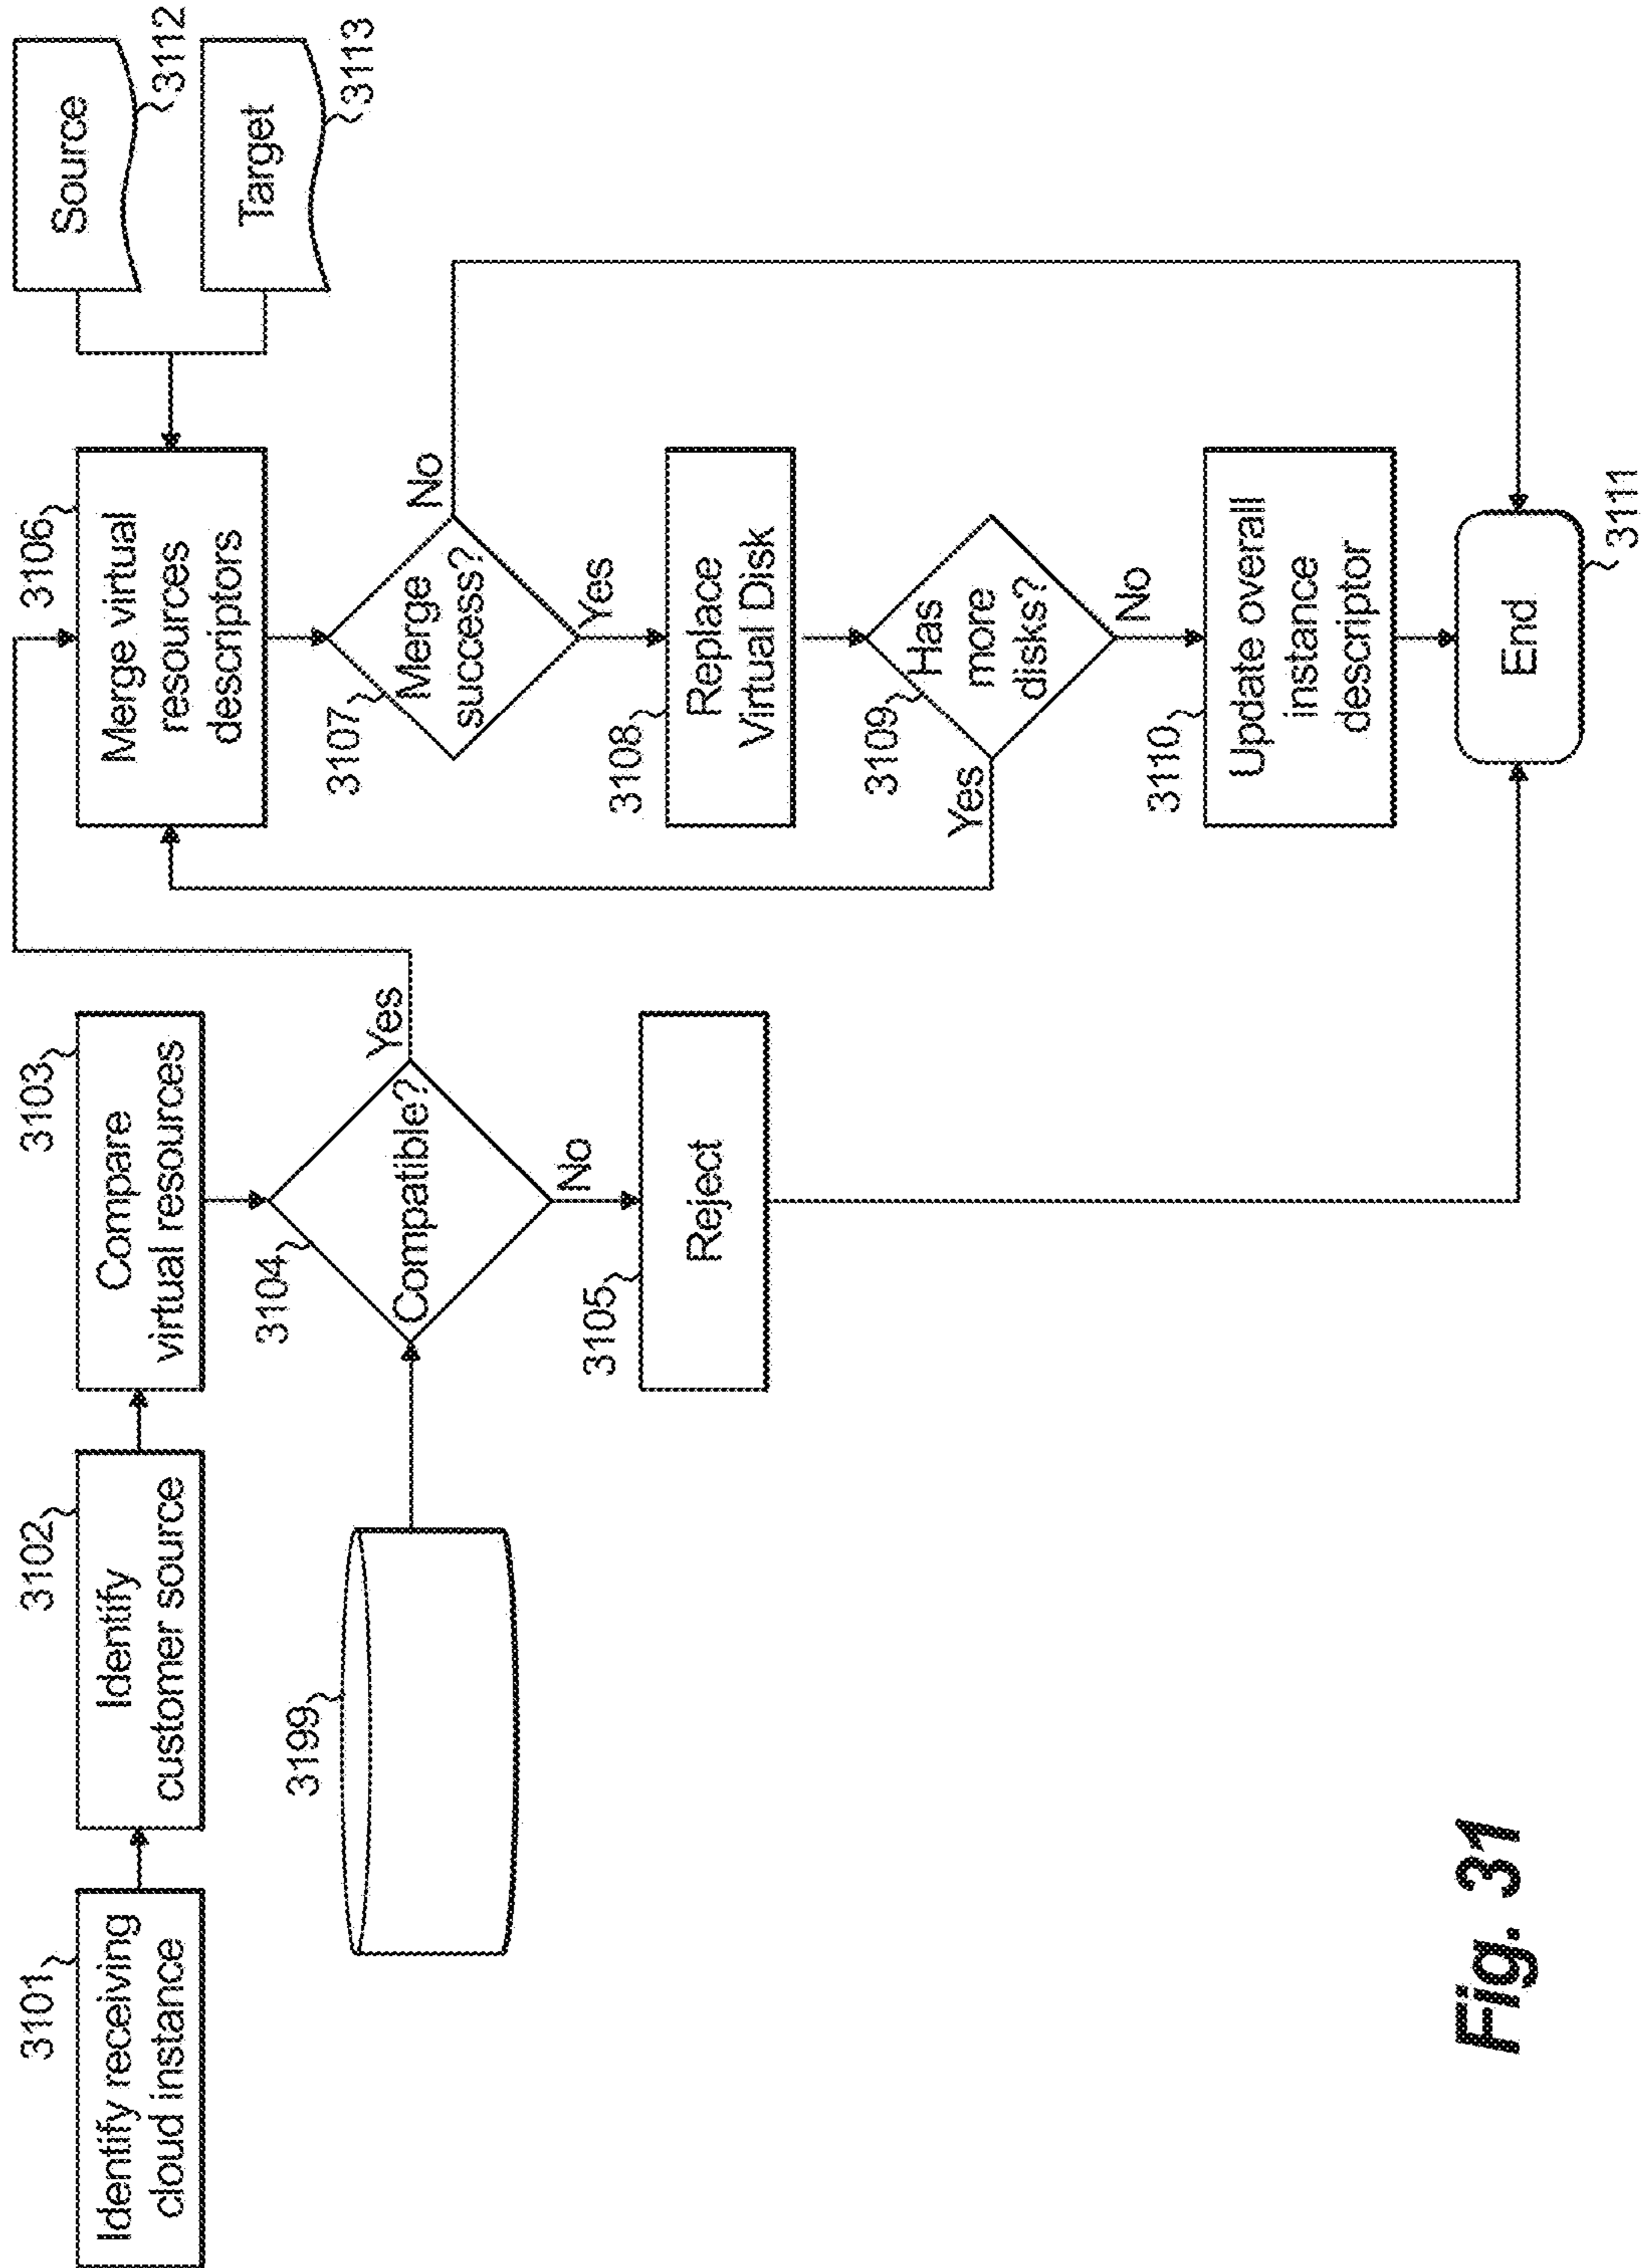 3101
Identify receiving
cloud instance
3102
Identify
customer source
3103
Compare
virtual resources
3199
3104
Compatible?
Yes
No
3105
Reject
3106
Merge virtual
resources
descriptors
Source
3112
Target
3113
3107
Merge
success?
No
Yes
3108
Replace
Virtual Disk
3109
Has
more
disks?
Yes
No
3110
Update overall
instance
descriptor
End
3111
Fig. 31